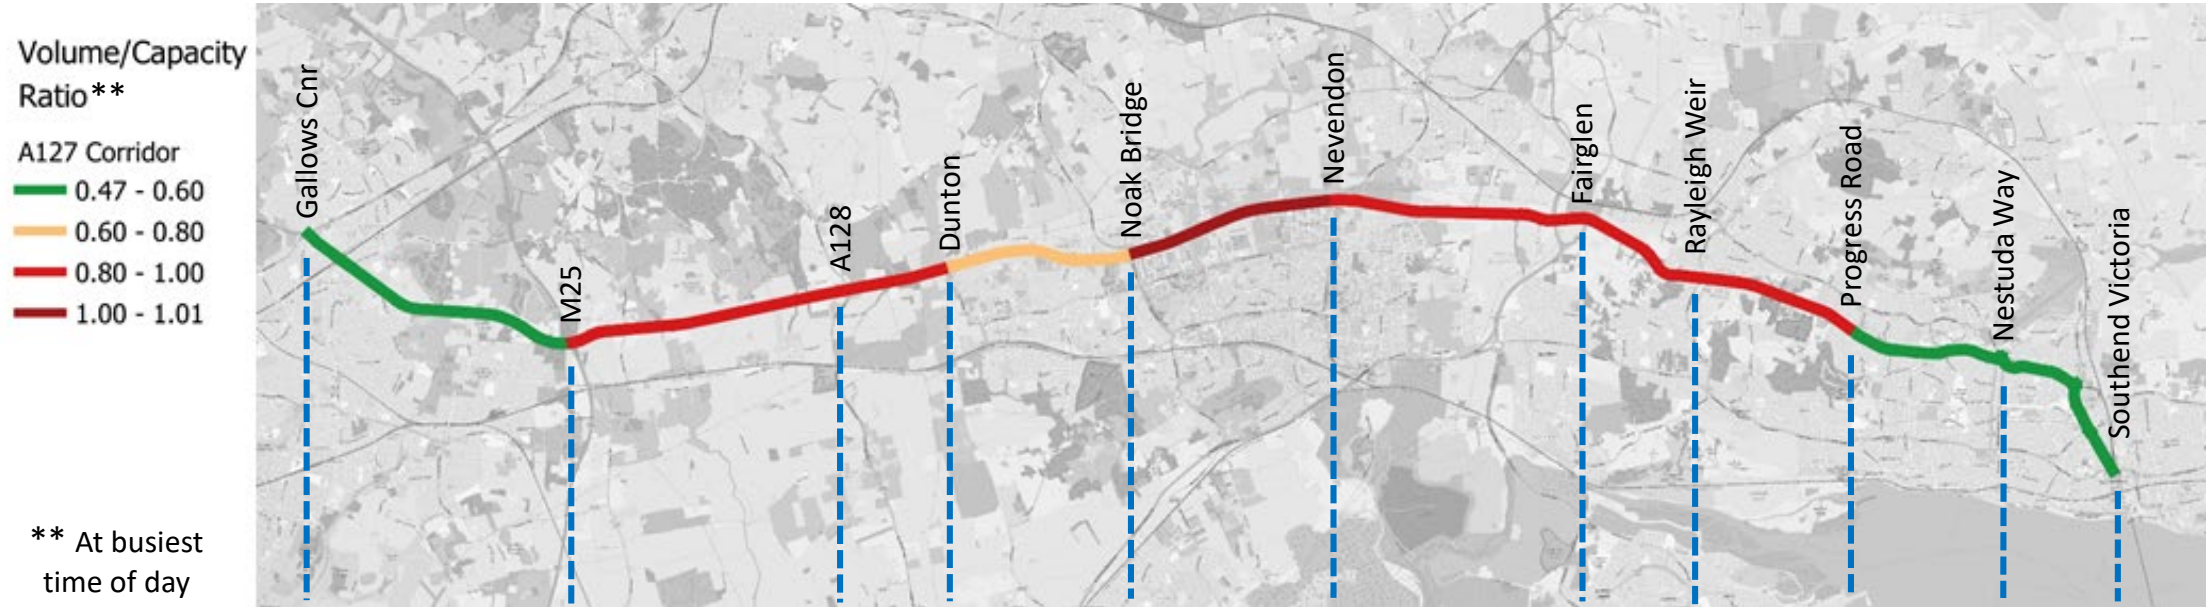 Volume/Capacity
Ratio**
A127 Corridor
0.47 - 0.60
0.60 - 0.80
0.80 - 1.00
1.00 - 1.01
** At busiest
time of day
Gallows Cnr
M25
A128
Dunton
Noak Bridge
Nevendon
Fairglen
Rayleigh Weir
Progress Road
Nestuda Way
Southend Victoria